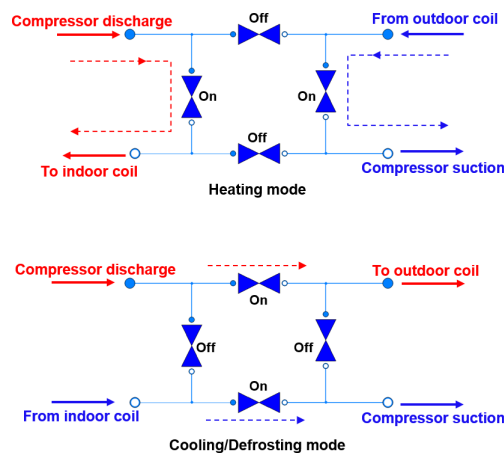 Compressor discharge
Off
From outdoor coil
On
On
Off
To indoor coil
Compressor suction
Heating mode
Compressor discharge
To outdoor coil
On
Off
Off
On
From indoor coil
Compressor suction
Cooling/Defrosting mode